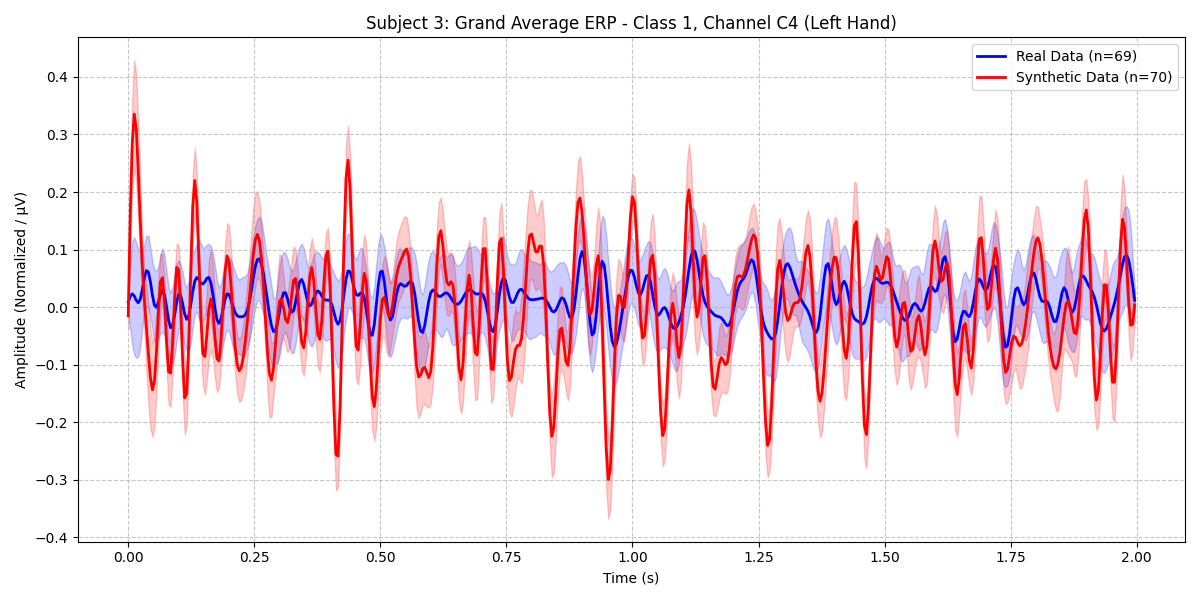 Subject 3: Grand Average ERP - Class 1, Channel C4 (Left Hand)
Real Data (n=69)
Synthetic Data (n=70)
Amplitude (Normalized / μV)
0.4
0.3
0.2
0.1
0.0
−0.1
−0.2
−0.3
−0.4
0.00 0.25 0.50 0.75 1.00 1.25 1.50 1.75 2.00
Time (s)